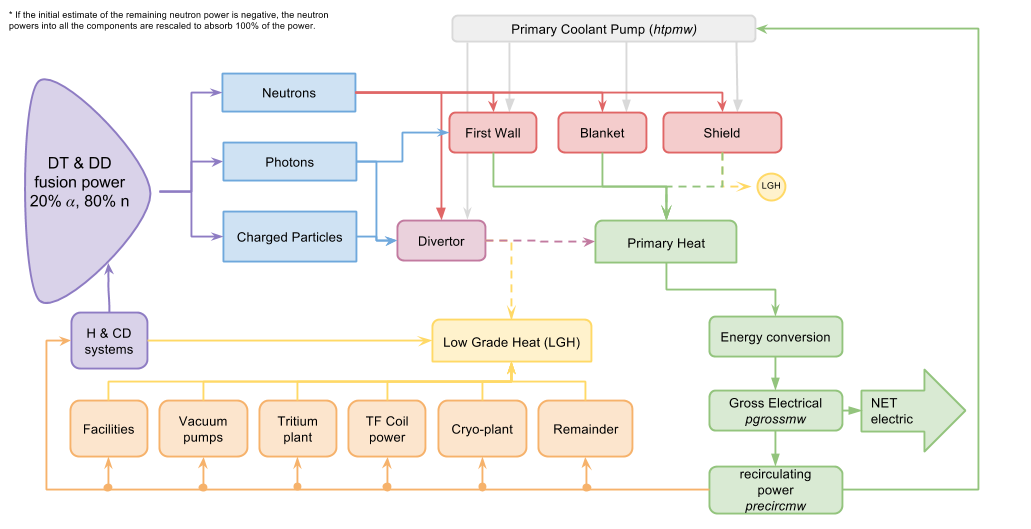 * If the initial estimate of the remaining neutron power is negative, the neutron
powers into all the components are rescaled to absorb 100% of the power.
Primary Coolant Pump (htpmw)
Neutrons
First Wall
Blanket
Shield
DT & DD
fusion power
20% α, 80% n
Photons
LGH
Charged Particles
Divertor
Primary Heat
H & CD
systems
Low Grade Heat (LGH)
Energy conversion
Facilities
Vacuum
pumps
Tritium
plant
TF Coil
power
Cryo-plant
Remainder
Gross Electrical
pgrossmw
NET
electric
recirculating
power
precircmw